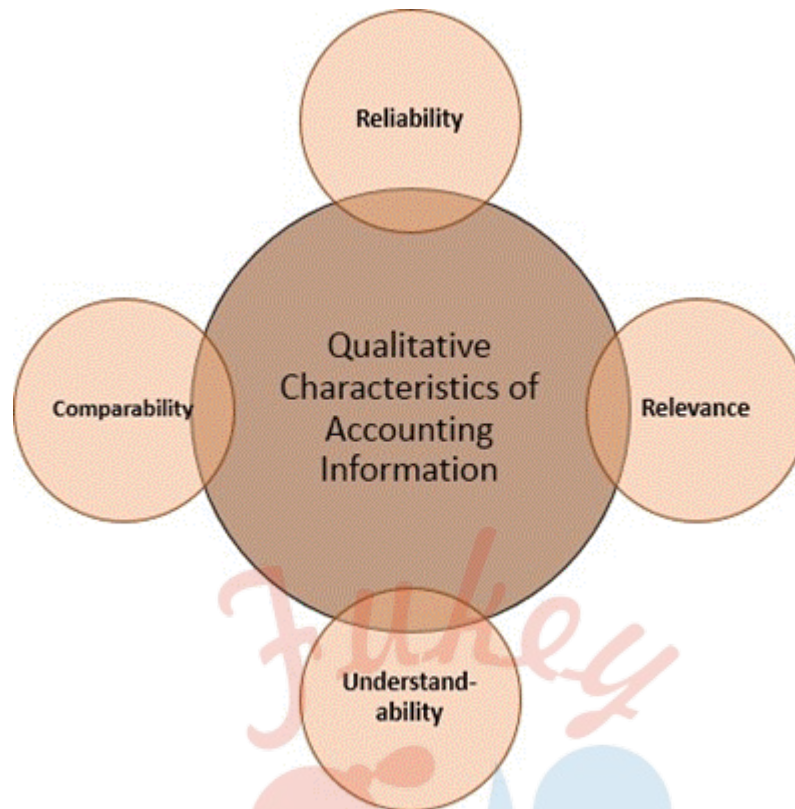 Reliability
Qualitative
Characteristics of
Accounting
Information
Comparability
Relevance
Understand-
ability
Fukey